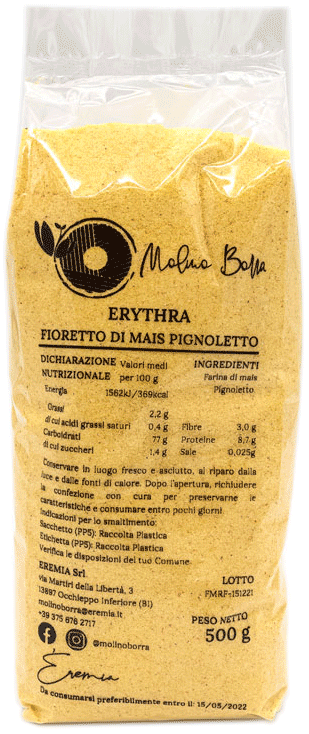 Molino Borra
ERYTHRA
FIORETTO DI MAIS PIGNOLETTO
DICHIARAZIONE Valori medi
NUTRIZIONALE per 100 g
Energia 1562kJ/369kcal
Grassi 2,2 g
di cui acidi grassi saturi 0,4 g
Carboidrati 77 g
di cui zuccheri 1,4 g
INGREDIENTI
Farina di mais
Pignoletto
Fibre 3,0 g
Proteine 8,7 g
Sale 0,025g
Conservare in luogo fresco e asciutto, al riparo dalla
luce e dalle fonti di calore. Dopo l'apertura, richiudere
la confezione con cura per preservarne le
caratteristiche e consumare entro pochi giorni.
Indicazioni per lo smaltimento:
Sacchetto (PP5): Raccolta Plastica
Etichetta (PP5): Raccolta Plastica
Verifica le disposizioni del tuo Comune.
EREMIA Srl
via Martiri della Libertà, 3
13897 Occhieppo Inferiore (BI)
molinoborra@eremia.it
+39 375 676 2717
@molinoborra
LOTTO
FMRF-151221
PESO NETTO
500 g
Eremia
Da consumarsi preferibilmente entro il: 15/05/2022